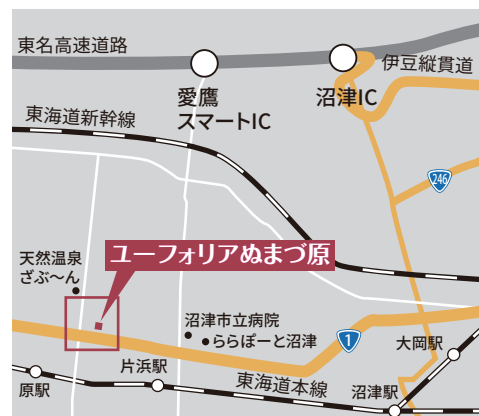 東名高速道路
伊豆縦貫道
愛鷹
スマートIC
沼津IC
東海道新幹線
246
ユーフォリアぬまづ原
天然温泉
ざぶ〜ん
沼津市立病院
ららぽーと沼津
1
大岡駅
片浜駅
原駅
東海道本線
沼津駅